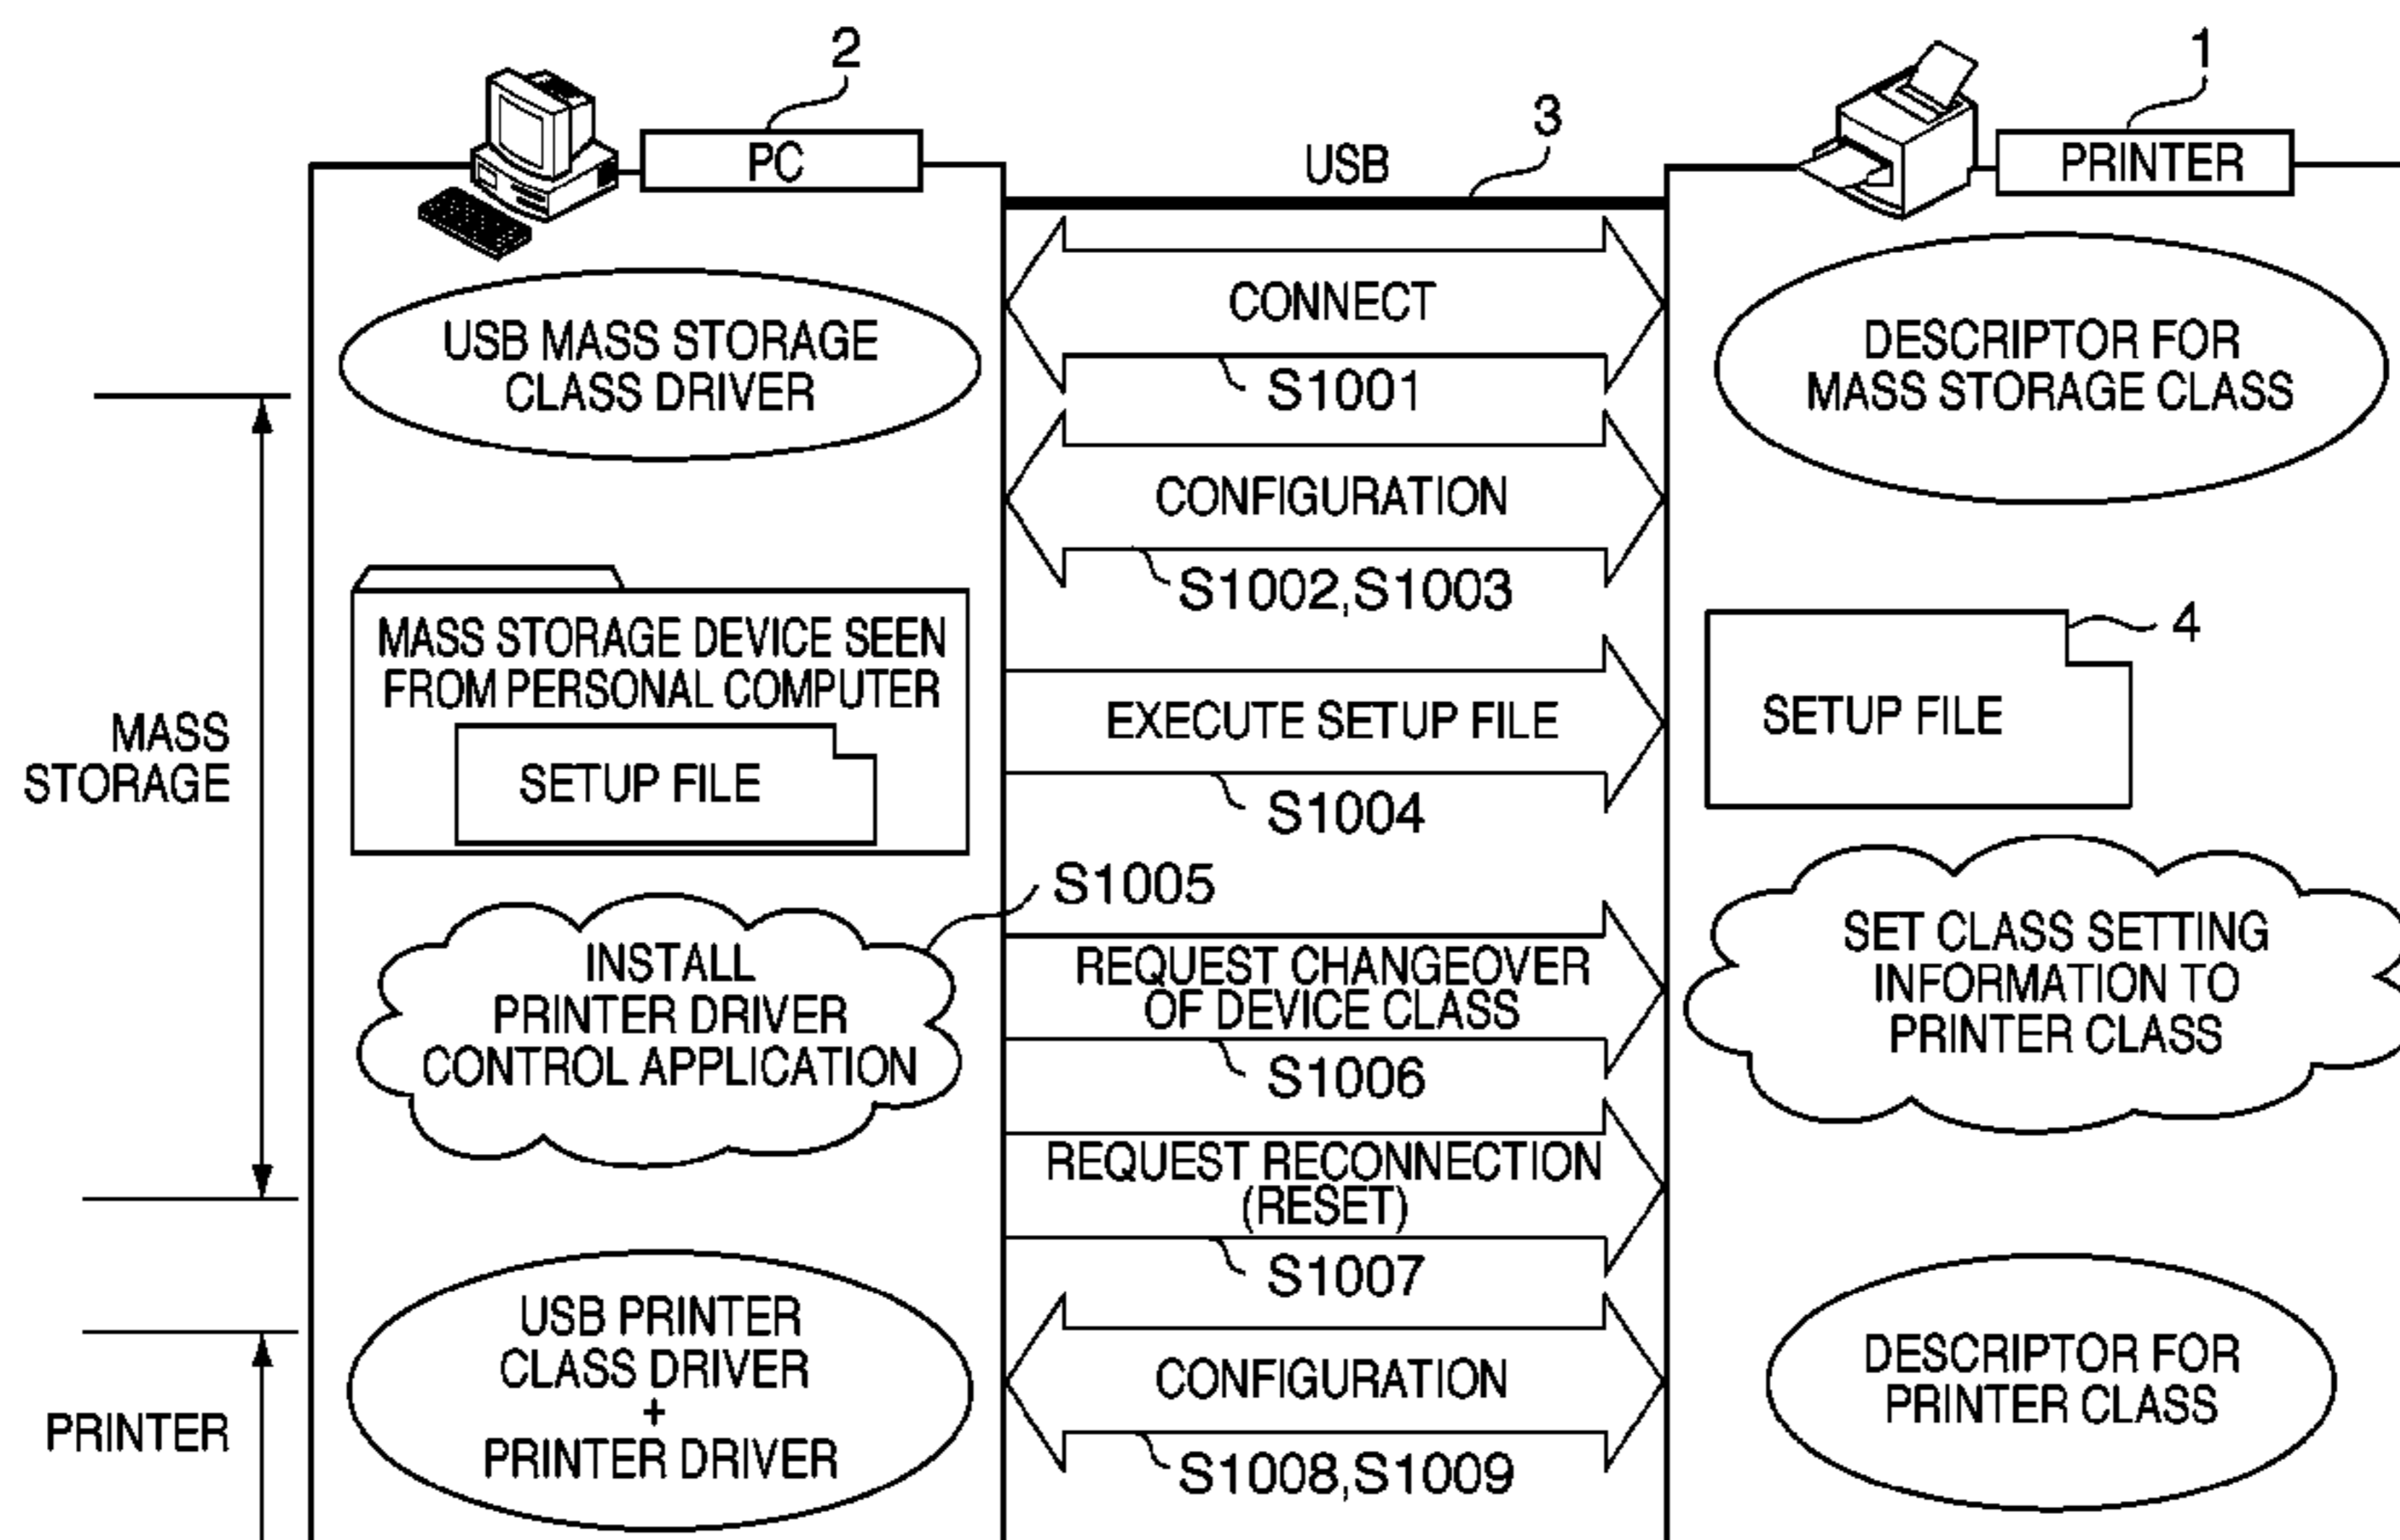 2
1
3
PC
USB
PRINTER
USB MASS STORAGE
CLASS DRIVER
CONNECT
S1001
DESCRIPTOR FOR
MASS STORAGE CLASS
CONFIGURATION
S1002,S1003
MASS STORAGE DEVICE SEEN
FROM PERSONAL COMPUTER
SETUP FILE
EXECUTE SETUP FILE
S1004
4
SETUP FILE
MASS
STORAGE
S1005
INSTALL
PRINTER DRIVER
CONTROL APPLICATION
REQUEST CHANGEOVER
OF DEVICE CLASS
S1006
SET CLASS SETTING
INFORMATION TO
PRINTER CLASS
REQUEST RECONNECTION
(RESET)
S1007
PRINTER
USB PRINTER
CLASS DRIVER
+
PRINTER DRIVER
CONFIGURATION
S1008,S1009
DESCRIPTOR FOR
PRINTER CLASS